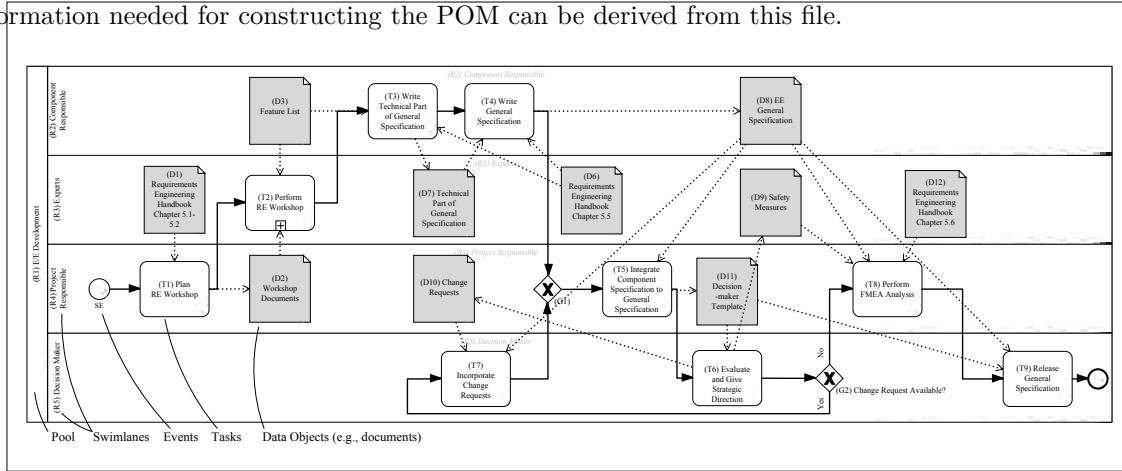 ormation needed for constructing the POM can be derived from this file.
(R1) E/E Development
(R2) Component
Responsible
(R2) Component Responsible
(D3)
Feature List
(T3) Write
Technical Part
of General
Specification
(T4) Write
General
Specification
(D8) EE
General
Specification
(R3) Experts
(D1)
Requirements
Engineering
Handbook
Chapter 5.1-
5.2
(T2) Perform
RE Workshop
(D7) Technical
Part of
General
Specification
(D6)
Requirements
Engineering
Handbook
Chapter 5.5
(D9) Safety
Measures
(D12)
Requirements
Engineering
Handbook
Chapter 5.6
(R4) Project
Responsible
(R4) Project Responsible
SE
(T1) Plan
RE Workshop
(D2)
Workshop
Documents
(D10) Change
Requests
(G1)
(T5) Integrate
Component
Specification to
General
Specification
(D11)
Decision
-maker
Template
(T8) Perform
FMEA Analysis
(R5) Decision Maker
(R5) Decision Maker
(T7)
Incorporate
Change
Requests
(T6) Evaluate
and Give
Strategic
Direction
No
Yes
(G2) Change Request Available?
(T9) Release
General
Specification
Pool Swimlanes Events Tasks Data Objects (e.g., documents)